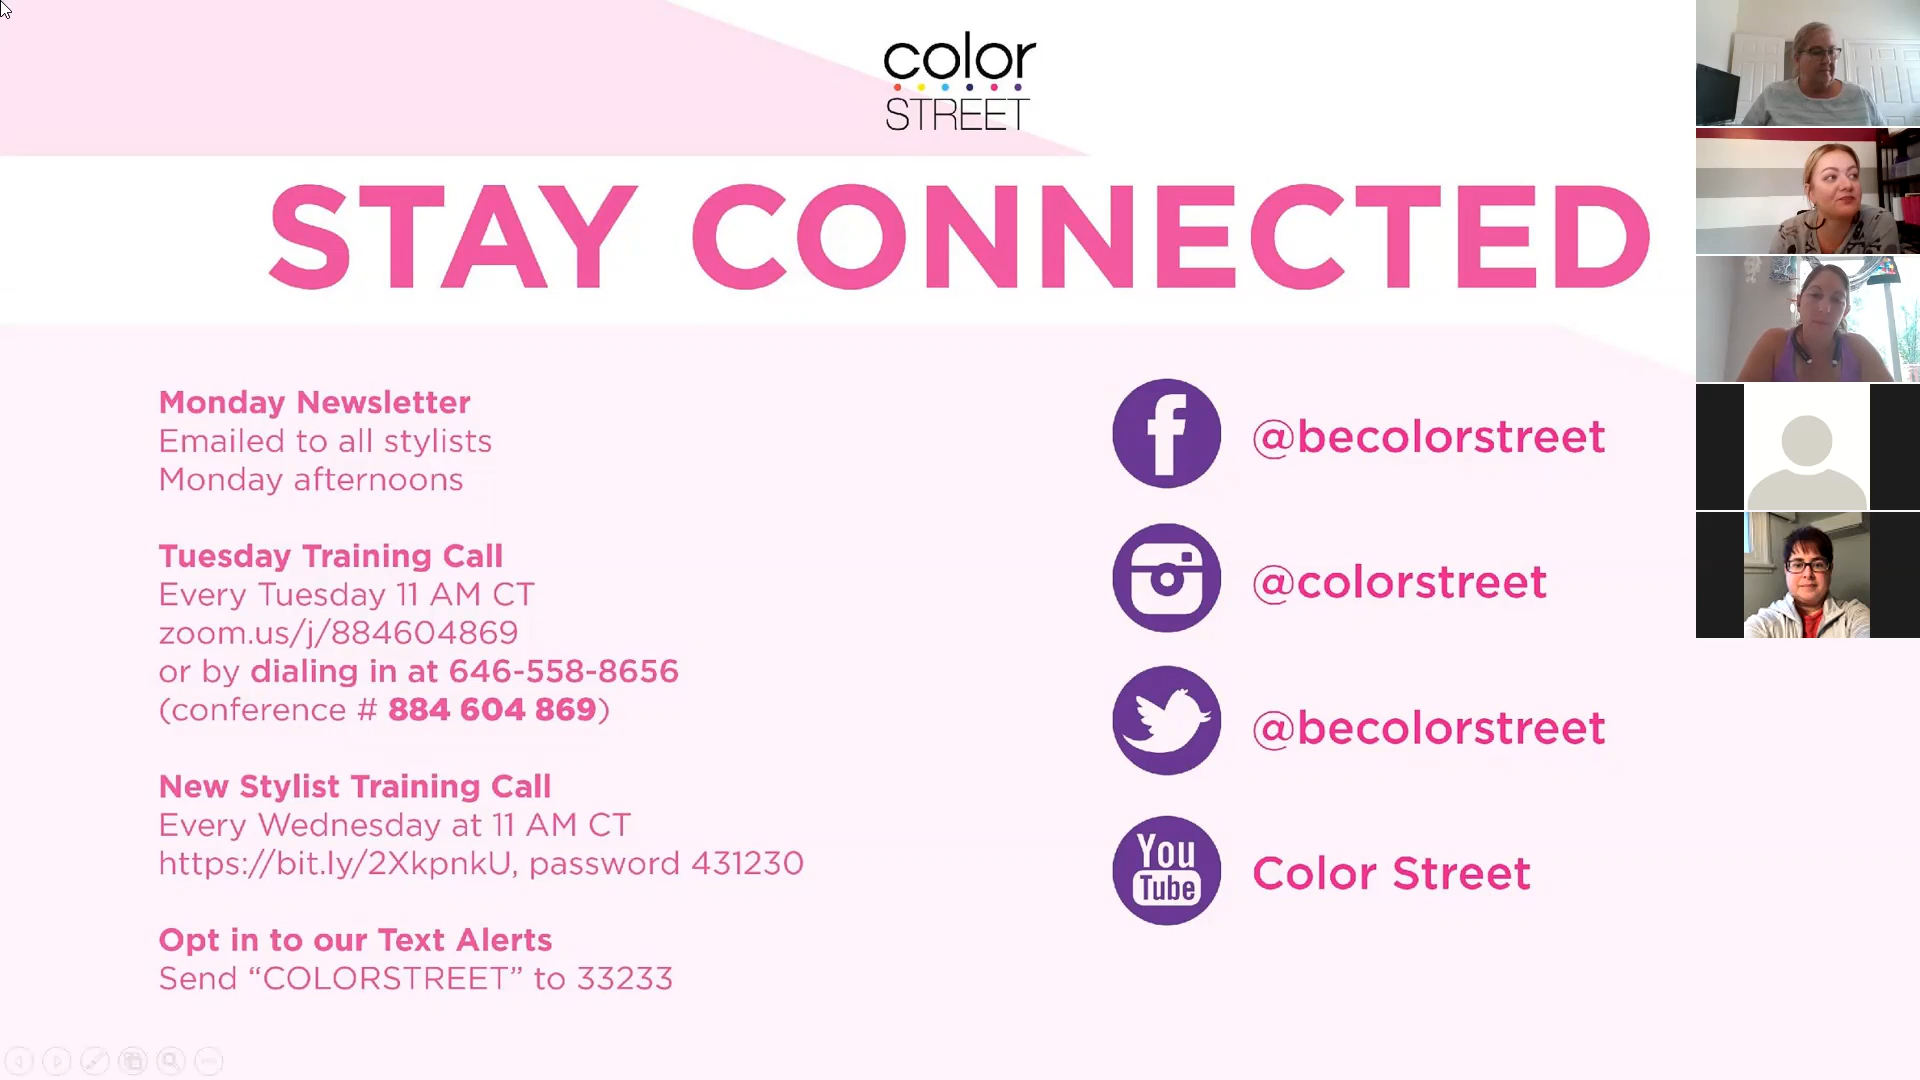 color
STREET
STAY CONNECTED
Monday Newsletter
Emailed to all stylists
Monday afternoons
Tuesday Training Call
Every Tuesday 11 AM CT
zoom.us/j/884604869
or by dialing in at 646-558-8656
(conference # 884 604 869)
New Stylist Training Call
Every Wednesday at 11 AM CT
https://bit.ly/2XkpnkU, password 431230
Opt in to our Text Alerts
Send “COLORSTREET” to 33233
f
@becolorstreet
@colorstreet
@becolorstreet
You
Tube
Color Street